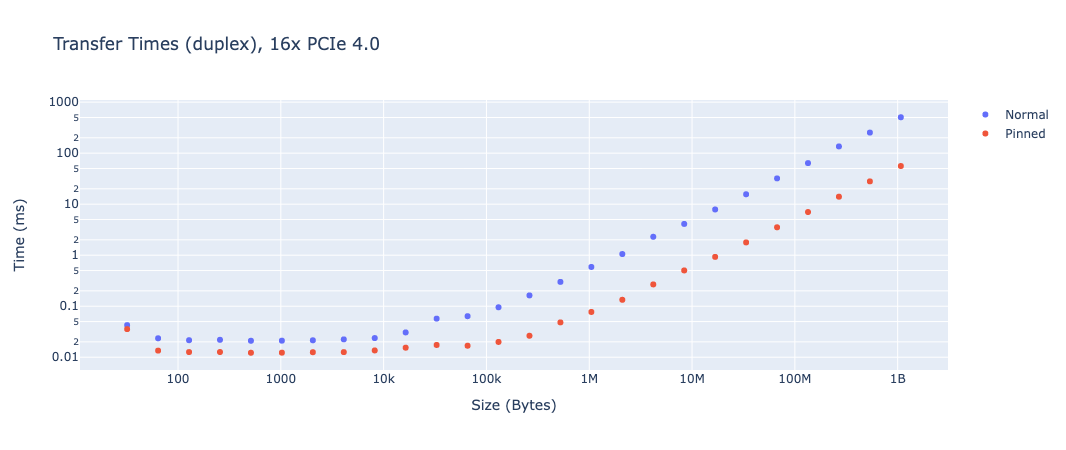 Transfer Times (duplex), 16x PCIe 4.0
1000
5
2
100
5
2
10
5
2
1
5
2
0.1
5
2
0.01
Time (ms)
100 1000 10k 100k 1M 10M 100M 1B
Size (Bytes)
Normal
Pinned